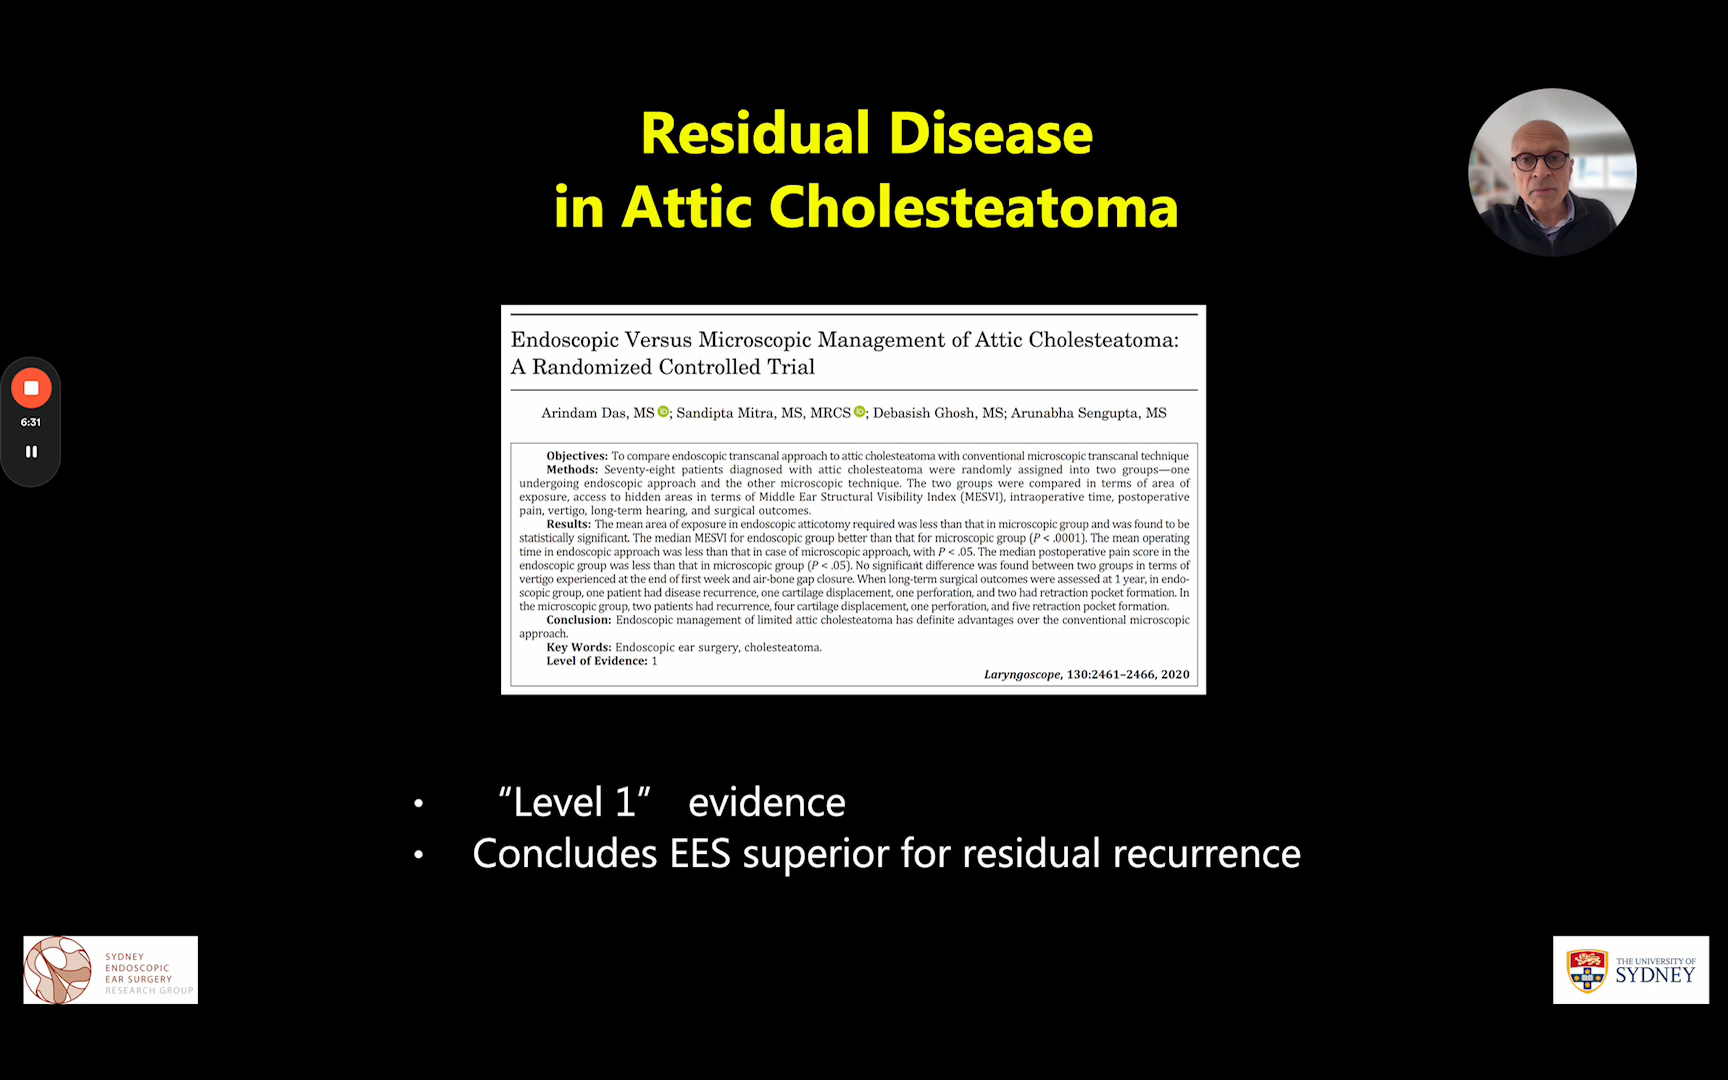 Residual Disease
in Attic Cholesteatoma
Endoscopic Versus Microscopic Management of Attic Cholesteatoma:
A Randomized Controlled Trial
Arindam Das, MS iD; Sandipta Mitra, MS, MRCS iD; Debasish Ghosh, MS; Arunabha Sengupta, MS
Objectives: To compare endoscopic transcanal approach to attic cholesteatoma with conventional microscopic transcanal technique
Methods: Seventy-eight patients diagnosed with attic cholesteatoma were randomly assigned into two groups—one
undergoing endoscopic approach and the other microscopic technique. The two groups were compared in terms of area of
exposure, access to hidden areas in terms of Middle Ear Structural Visibility Index (MESVI), intraoperative time, postoperative
pain, vertigo, long-term hearing, and surgical outcomes.
Results: The mean area of exposure in endoscopic atticotomy required was less than that in microscopic group and was found to be
statistically significant. The median MESVI for endoscopic group better than that for microscopic group (P < .0001). The mean operating
time in endoscopic approach was less than that in case of microscopic approach, with P < .05. The median postoperative pain score in the
endoscopic group was less than that in microscopic group (P < .05). No significant difference was found between two groups in terms of
vertigo experienced at the end of first week and air-bone gap closure. When long-term surgical outcomes were assessed at 1 year, in endo-
scopic group, one patient had disease recurrence, one cartilage displacement, one perforation, and two had retraction pocket formation. In
the microscopic group, two patients had recurrence, four cartilage displacement, one perforation, and five retraction pocket formation.
Conclusion: Endoscopic management of limited attic cholesteatoma has definite advantages over the conventional microscopic
approach.
Key Words: Endoscopic ear surgery, cholesteatoma.
Level of Evidence: 1
Laryngoscope, 130:2461–2466, 2020
6:31
• “Level 1” evidence
• Concludes EES superior for residual recurrence
SYDNEY
ENDOSCOPIC
EAR SURGERY
RESEARCH GROUP
THE UNIVERSITY OF
SYDNEY